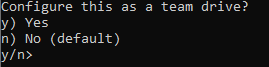 Configure this as a team drive?
y) Yes
n) No (default)
y/n>